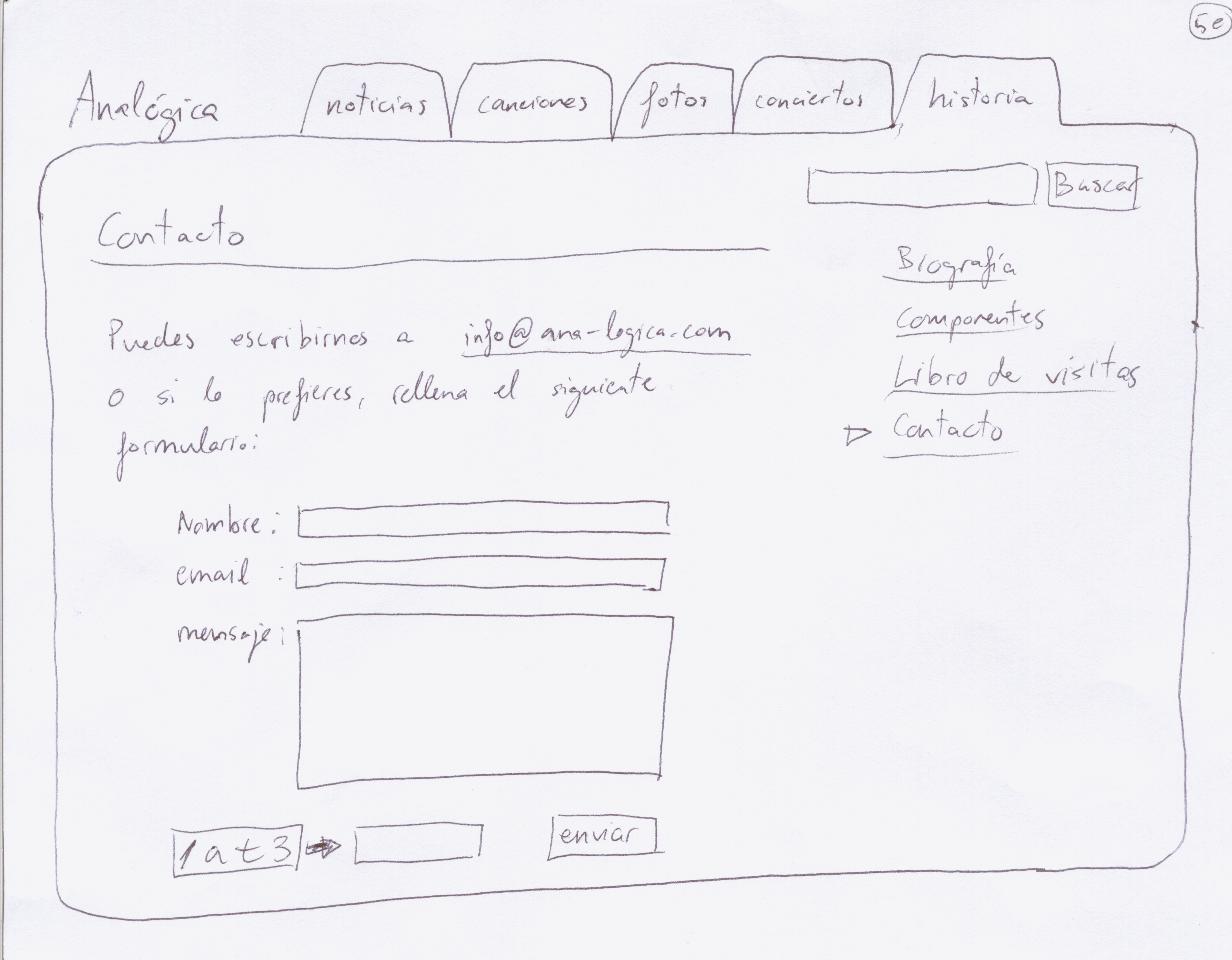 5e
Analógica noticias canciones fotos conciertos historia
Buscar
Contacto
Biografía
Componentes
Libro de visitas
Contacto
Puedes escribirnos a info@ana-logica.com
o si lo prefieres, rellena el siguiente
formulario:
Nombre:
email :
mensaje:
1at3
enviar